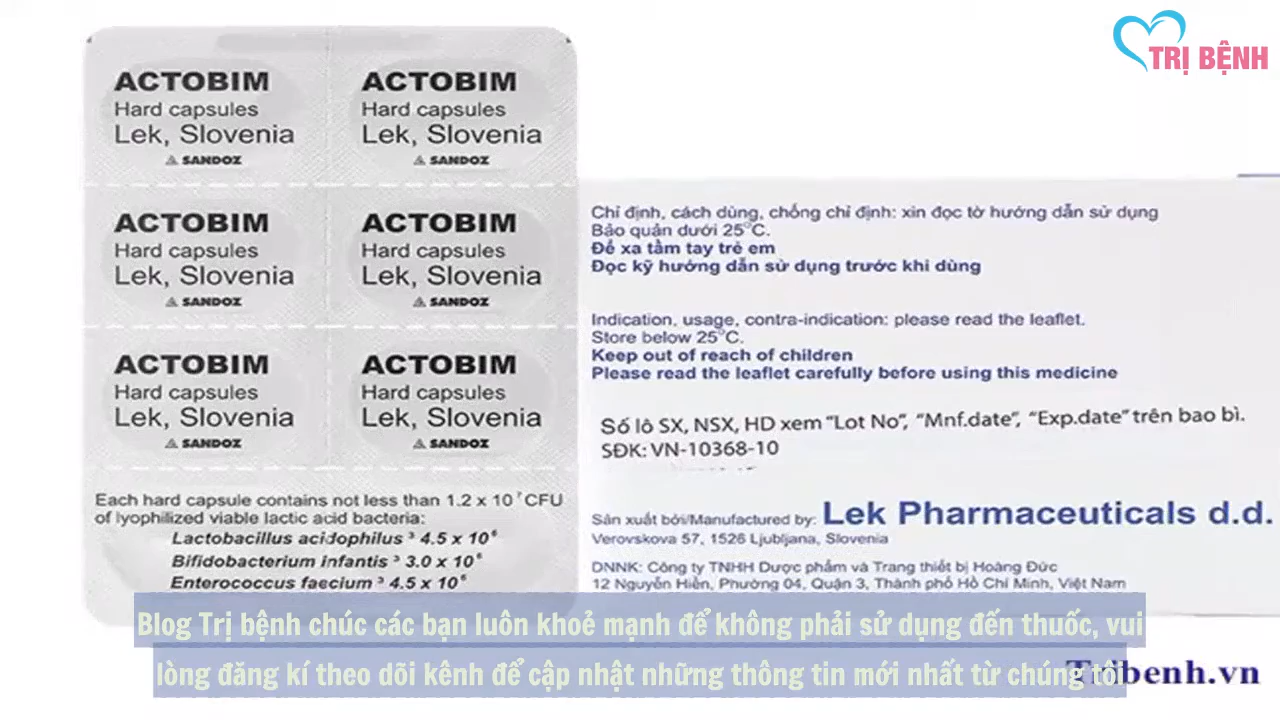 TRỊ BỆNH
ACTOBIM
Hard capsules
Lek, Slovenia
SANDOZ
ACTOBIM
Hard capsules
Lek, Slovenia
SANDOZ
ACTOBIM
Hard capsules
Lek, Slovenia
SANDOZ
ACTOBIM
Hard capsules
Lek, Slovenia
SANDOZ
ACTOBIM
Hard capsules
Lek, Slovenia
SANDOZ
ACTOBIM
Hard capsules
Lek, Slovenia
SANDOZ
Each hard capsule contains not less than 1.2 x 10⁷ CFU
of lyophilized viable lactic acid bacteria:
Lactobacillus acidophilus ³ 4.5 x 10⁶
Bifidobacterium infantis ³ 3.0 x 10⁶
Enterococcus faecium ³ 4.5 x 10⁶
Chỉ định, cách dùng, chống chỉ định: xin đọc tờ hướng dẫn sử dụng
Bảo quản dưới 25°C.
Để xa tầm tay trẻ em
Đọc kỹ hướng dẫn sử dụng trước khi dùng
Indication, usage, contra-indication: please read the leaflet.
Store below 25°C.
Keep out of reach of children
Please read the leaflet carefully before using this medicine
Số lô SX, NSX, HD xem “Lot No”, “Mnf.date”, “Exp.date” trên bao bì.
SĐK: VN-10368-10
Sản xuất bởi/Manufactured by: Lek Pharmaceuticals d.d.
Verovskova 57, 1526 Ljubljana, Slovenia
DNNK: Công ty TNHH Dược phẩm và Trang thiết bị Hoàng Đức
12 Nguyễn Hiền, Phường 04, Quận 3, Thành phố Hồ Chí Minh, Việt Nam
Blog Trị bệnh chúc các bạn luôn khoẻ mạnh để không phải sử dụng đến thuốc, vui
lòng đăng kí theo dõi kênh để cập nhật những thông tin mới nhất từ chúng tôi
Tribenh.vn